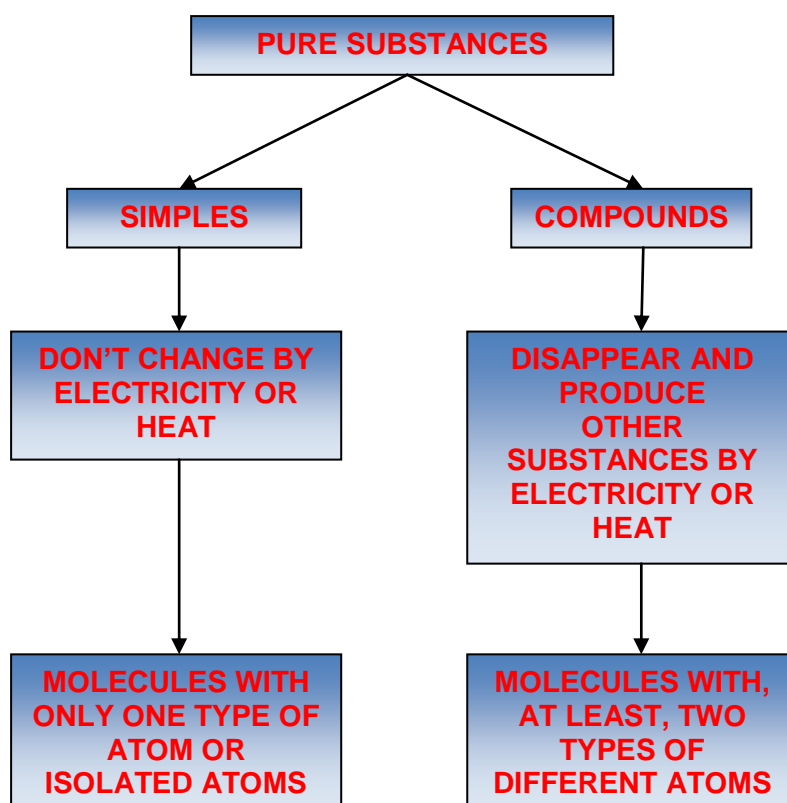 PURE SUBSTANCES
SIMPLES
COMPOUNDS
DON’T CHANGE BY
ELECTRICITY OR
HEAT
DISAPPEAR AND
PRODUCE
OTHER
SUBSTANCES BY
ELECTRICITY OR
HEAT
MOLECULES WITH
ONLY ONE TYPE OF
ATOM OR
ISOLATED ATOMS
MOLECULES WITH,
AT LEAST, TWO
TYPES OF
DIFFERENT ATOMS